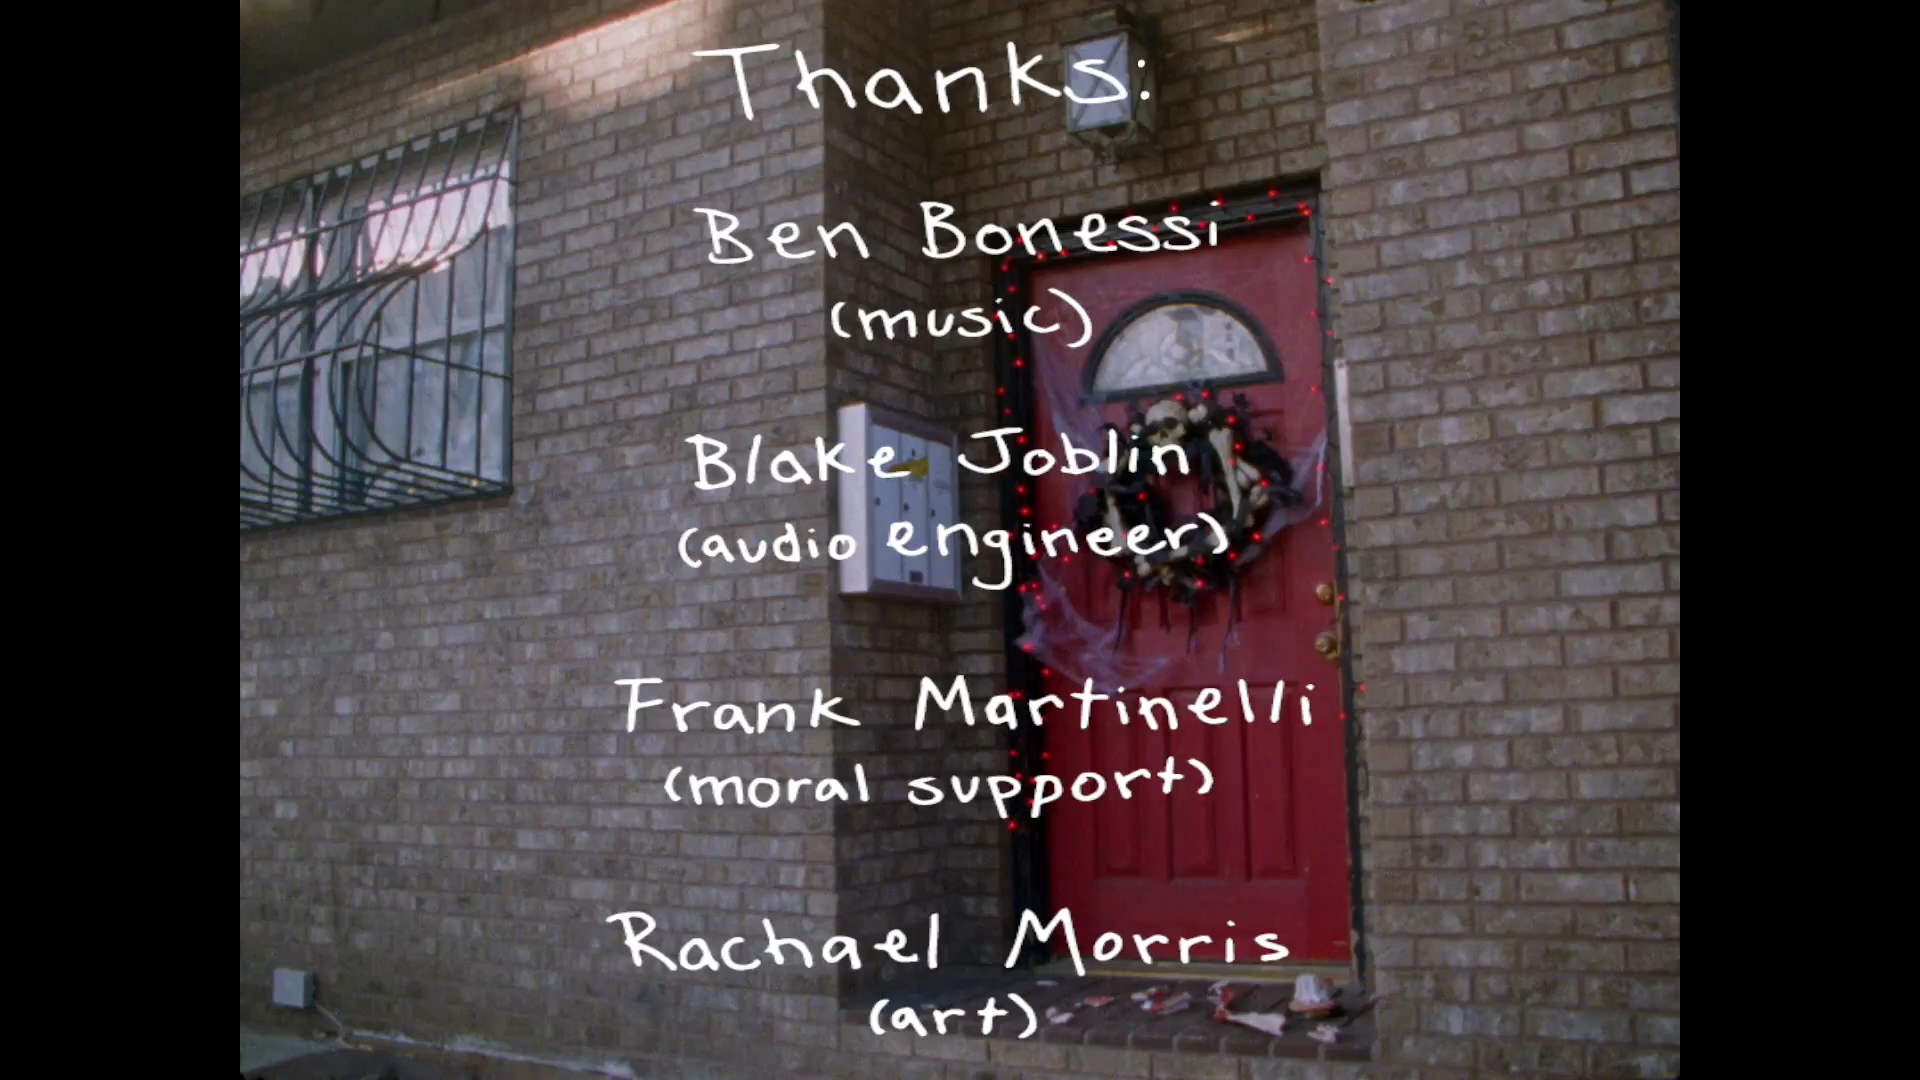 Thanks:
Ben Bonessi
(music)
Blake Joblin
(audio engineer)
Frank Martinelli
(moral support)
Rachael Morris
(art)